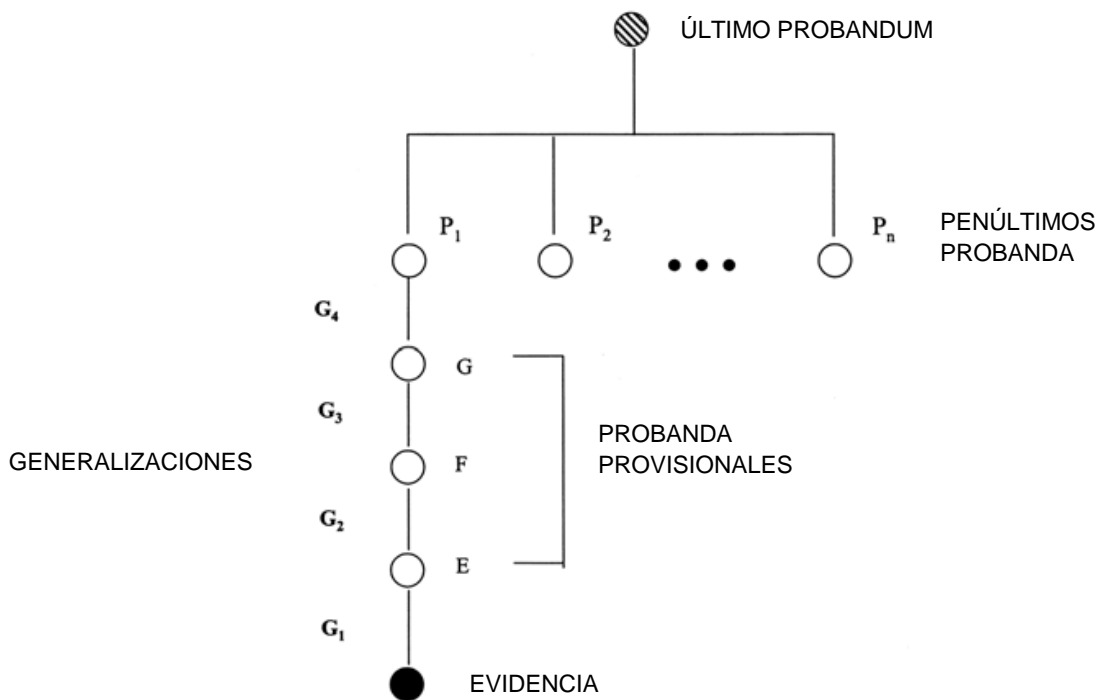 ÚLTIMO PROBANDUM
P₁
P₂
Pₙ
PENÚLTIMOS
PROBANDA
G₄
G
G₃
GENERALIZACIONES
F
PROBANDA
PROVISIONALES
G₂
E
G₁
EVIDENCIA